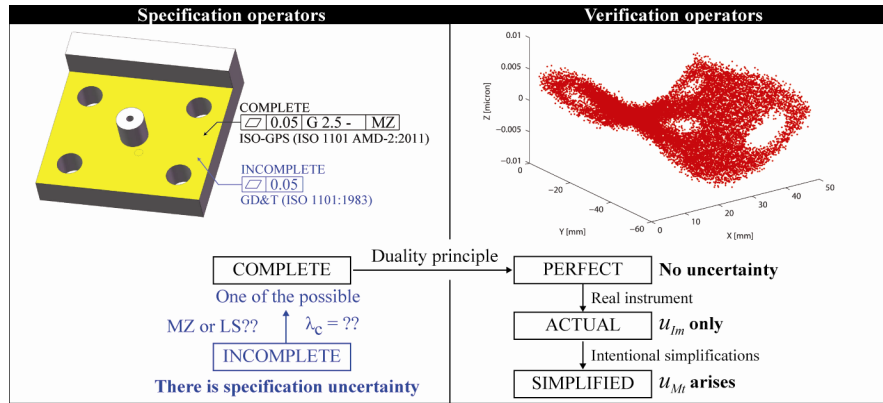 Specification operators
Verification operators
COMPLETE
⏥ 0.05 G 2.5 - MZ
ISO-GPS (ISO 1101 AMD-2:2011)
INCOMPLETE
⏥ 0.05
GD&T (ISO 1101:1983)
0.01
0.005
0
-0.005
-0.01
Z [micron]
0
−20
−40
−60
Y [mm]
0
10
20
30
40
50
X [mm]
Duality principle
COMPLETE
PERFECT
No uncertainty
One of the possible
Real instrument
MZ or LS??
λc = ??
ACTUAL
uIm only
INCOMPLETE
Intentional simplifications
There is specification uncertainty
SIMPLIFIED
uMt arises